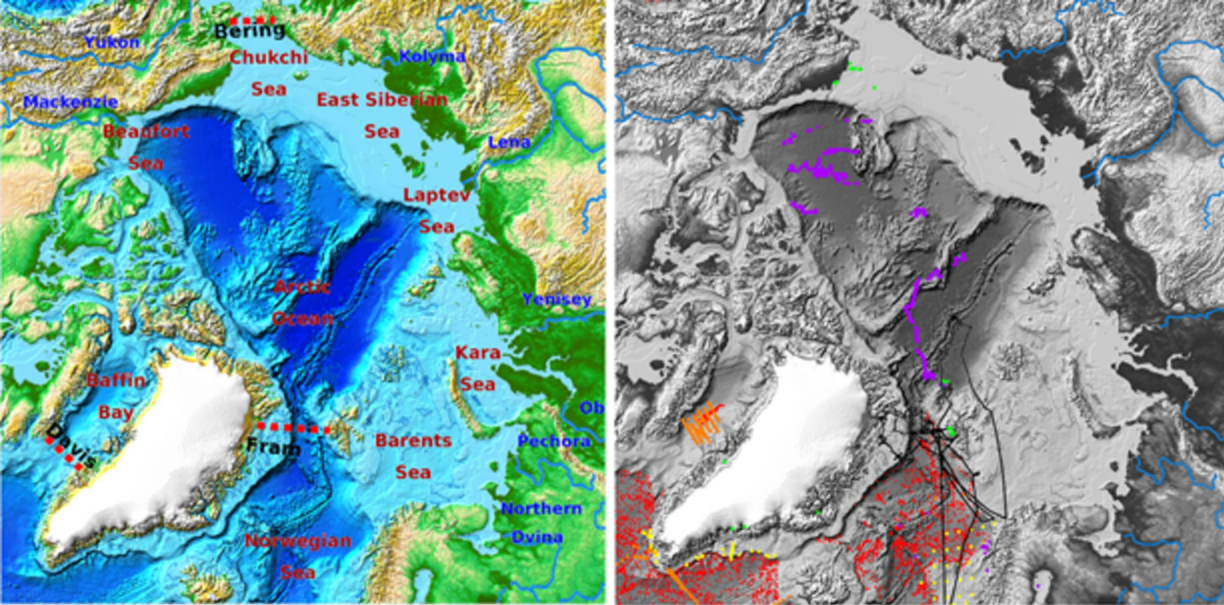 Bering
Yukon
Chukchi
Sea
Kolyma
Mackenzie
East Siberian
Sea
Beaufort
Sea
Lena
Laptev
Sea
Arctic
Ocean
Yenisey
Kara
Sea
Baffin
Bay
Ob
Davis
Fram
Barents
Sea
Pechora
Northern
Dvina
Norwegian
Sea